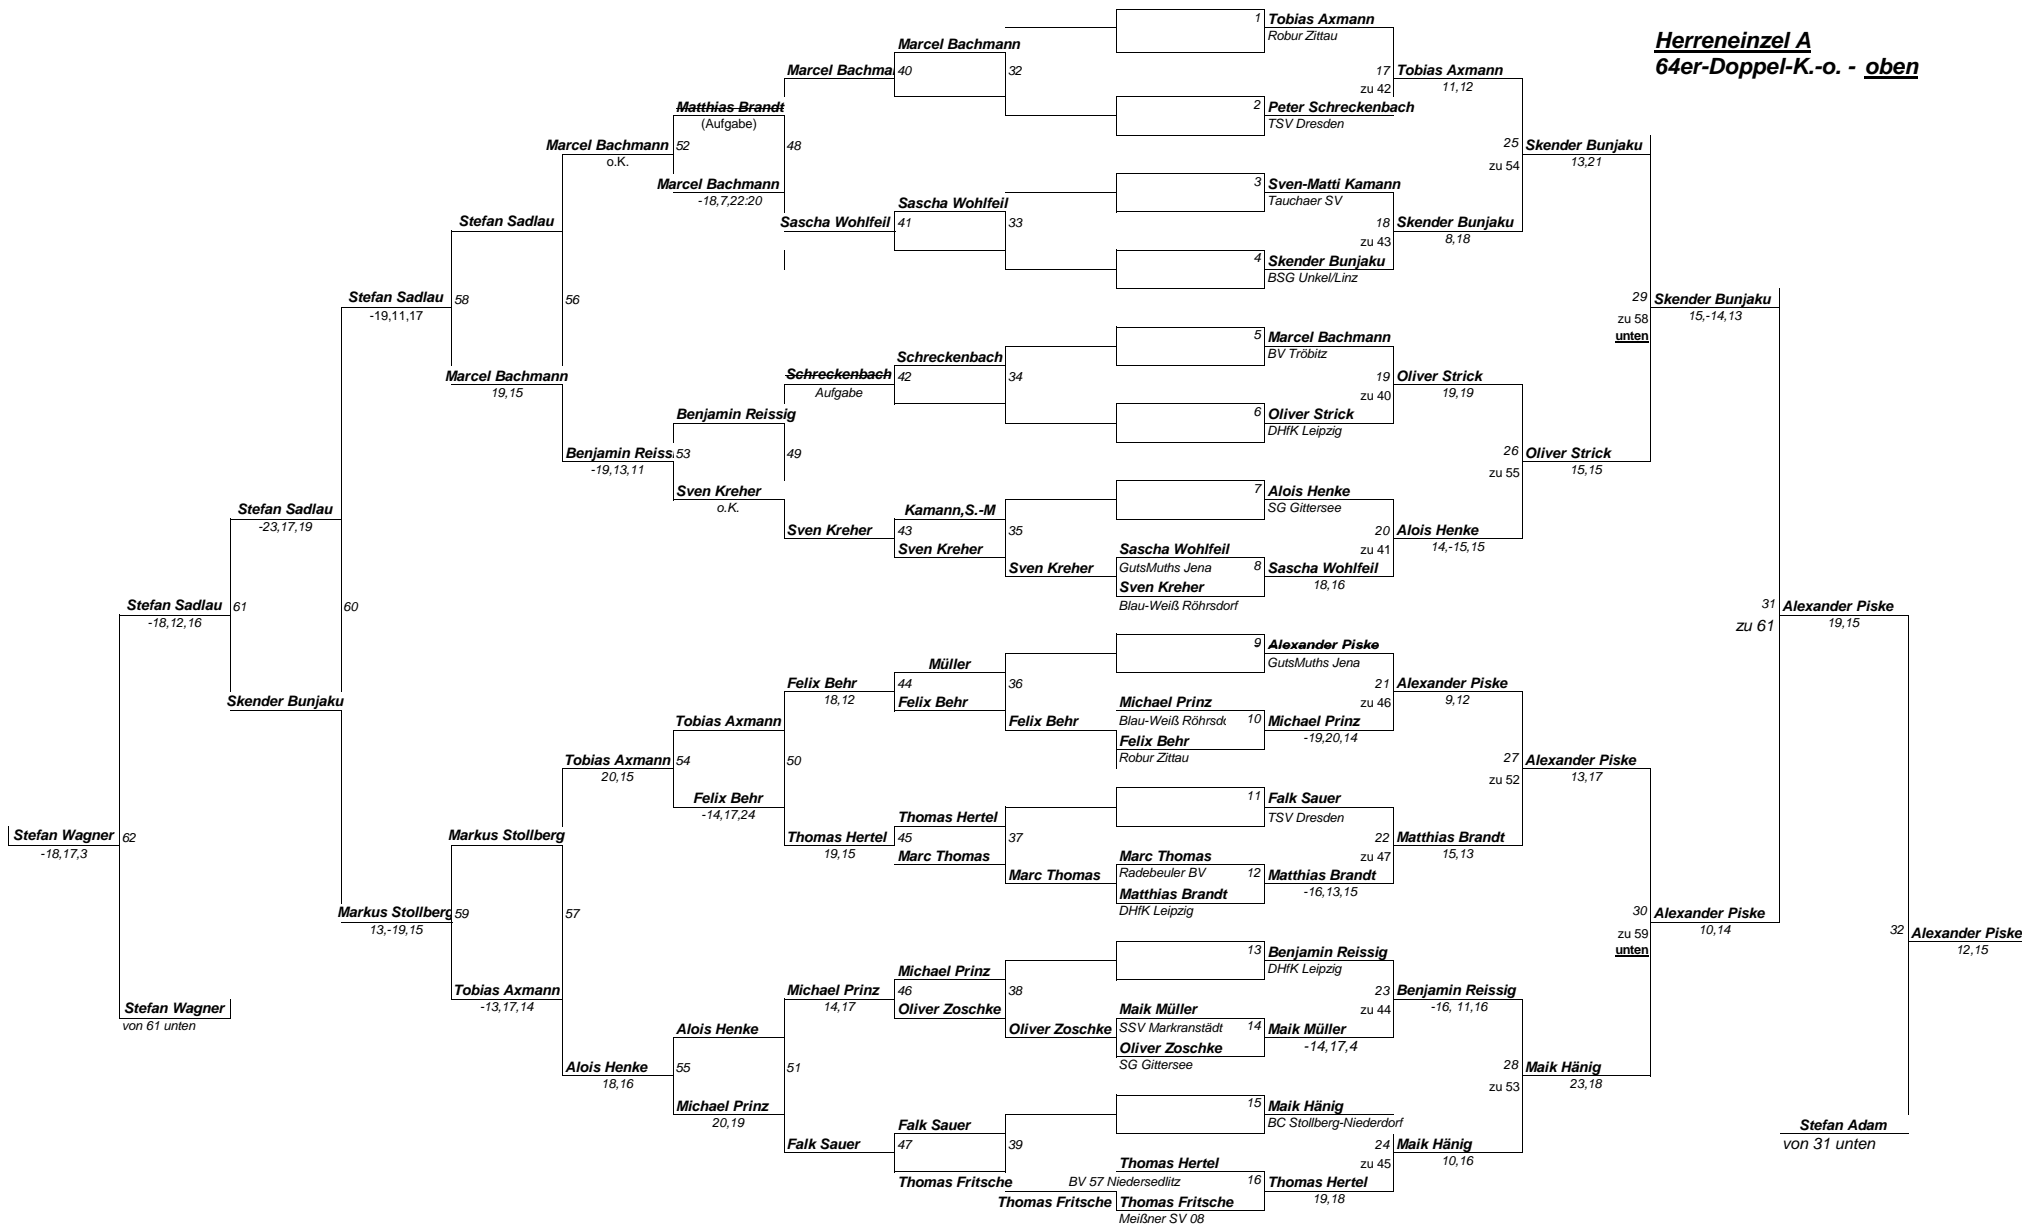 Herreneinzel A
64er-Doppel-K.-o. - oben
1 Tobias Axmann
Robur Zittau
Marcel Bachmann
Marcel Bachma 40 32
17 Tobias Axmann
zu 42 11,12
Matthias Brandt
(Aufgabe)
2 Peter Schreckenbach
TSV Dresden
Marcel Bachmann 52 48
o.K.
25 Skender Bunjaku
zu 54 13,21
Marcel Bachmann
-18,7,22:20
3 Sven-Matti Kamann
Tauchaer SV
Sascha Wohlfeil
Stefan Sadlau
Sascha Wohlfeil 41 33
18 Skender Bunjaku
zu 43 8,18
4 Skender Bunjaku
BSG Unkel/Linz
Stefan Sadlau 58 56
-19,11,17
29 Skender Bunjaku
zu 58 15,-14,13
unten
5 Marcel Bachmann
BV Tröbitz
Schreckenbach
Marcel Bachmann
19,15
Schreckenbach 42 34
Aufgabe
19 Oliver Strick
zu 40 19,19
Benjamin Reissig
6 Oliver Strick
DHfK Leipzig
Benjamin Reiss 53 49
-19,13,11
26 Oliver Strick
zu 55 15,15
Sven Kreher
o.K.
7 Alois Henke
SG Gittersee
Stefan Sadlau
-23,17,19
Kamann,S.-M
Sven Kreher 43 35
20 Alois Henke
zu 41 14,-15,15
Sven Kreher
Sascha Wohlfeil
GutsMuths Jena
Sven Kreher
8 Sascha Wohlfeil
18,16
Sven Kreher
Blau-Weiß Röhrsdorf
Stefan Sadlau 61 60
-18,12,16
31 Alexander Piske
zu 61 19,15
9 Alexander Piske
GutsMuths Jena
Müller
Felix Behr 44 36
18,12
21 Alexander Piske
zu 46 9,12
Skender Bunjaku
Felix Behr
Michael Prinz
Blau-Weiß Röhrsdo
Tobias Axmann
Felix Behr
10 Michael Prinz
-19,20,14
Felix Behr
Robur Zittau
Tobias Axmann 54 50
20,15
27 Alexander Piske
zu 52 13,17
Felix Behr
-14,17,24
11 Falk Sauer
TSV Dresden
Thomas Hertel
Stefan Wagner 62
-18,17,3
Markus Stollberg
Thomas Hertel 45 37
19,15
22 Matthias Brandt
zu 47 15,13
Marc Thomas
Marc Thomas
Radebeuler BV
Marc Thomas
12 Matthias Brandt
-16,13,15
Matthias Brandt
DHfK Leipzig
Markus Stollberg 59 57
13,-19,15
30 Alexander Piske
zu 59 10,14
unten
32 Alexander Piske
12,15
13 Benjamin Reissig
DHfK Leipzig
Michael Prinz
Tobias Axmann
-13,17,14
Michael Prinz 46 38
14,17
23 Benjamin Reissig
zu 44 -16, 11,16
Stefan Wagner
von 61 unten
Oliver Zoschke
Maik Müller
SSV Markranstädt
Alois Henke
Oliver Zoschke
14 Maik Müller
-14,17,4
Oliver Zoschke
SG Gittersee
Alois Henke 55 51
18,16
28 Maik Hänig
zu 53 23,18
Michael Prinz
20,19
15 Maik Hänig
BC Stollberg-Niederdorf
Falk Sauer
Stefan Adam
von 31 unten
Falk Sauer 47 39
24 Maik Hänig
zu 45 10,16
Thomas Hertel
BV 57 Niedersedlitz
Thomas Fritsche
16 Thomas Hertel
19,18
Thomas Fritsche
Thomas Fritsche
Meißner SV 08